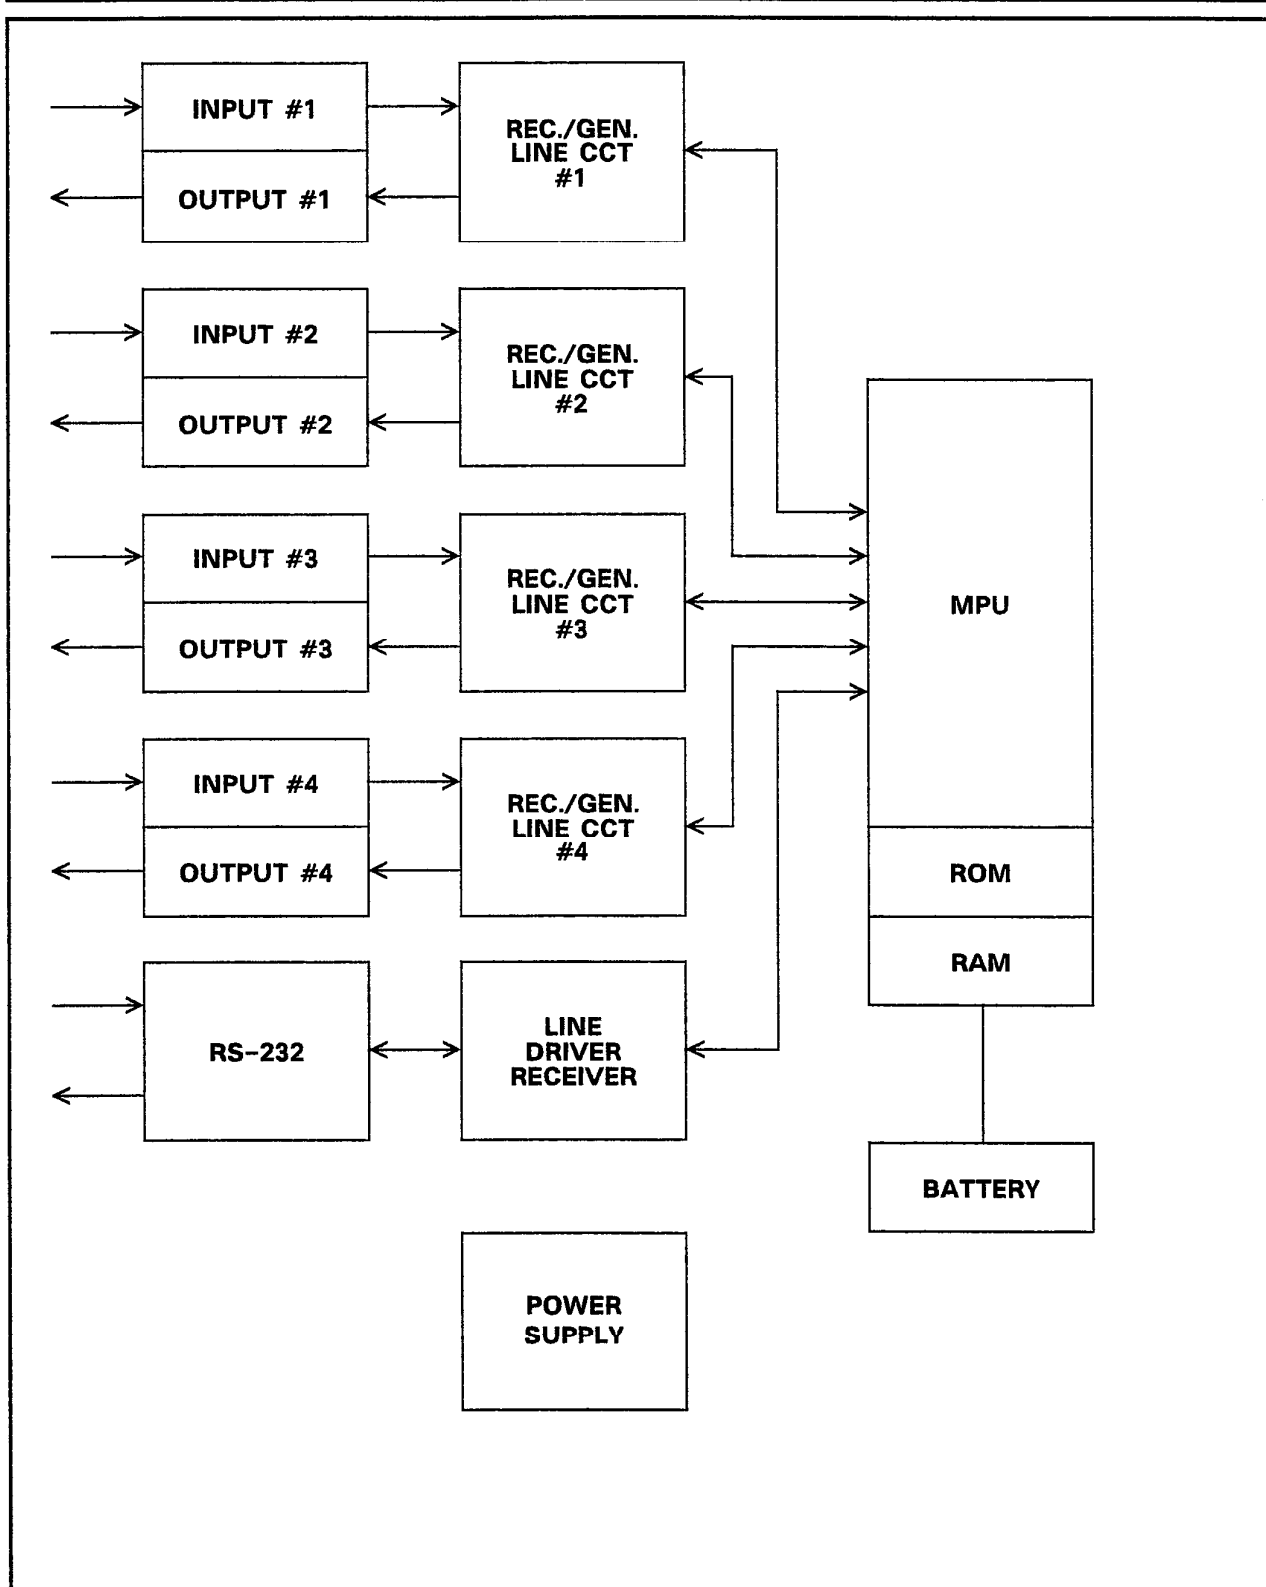 INPUT #1
OUTPUT #1
REC./GEN.
LINE CCT
#1
INPUT #2
OUTPUT #2
REC./GEN.
LINE CCT
#2
INPUT #3
OUTPUT #3
REC./GEN.
LINE CCT
#3
INPUT #4
OUTPUT #4
REC./GEN.
LINE CCT
#4
RS-232
LINE
DRIVER
RECEIVER
MPU
ROM
RAM
BATTERY
POWER
SUPPLY